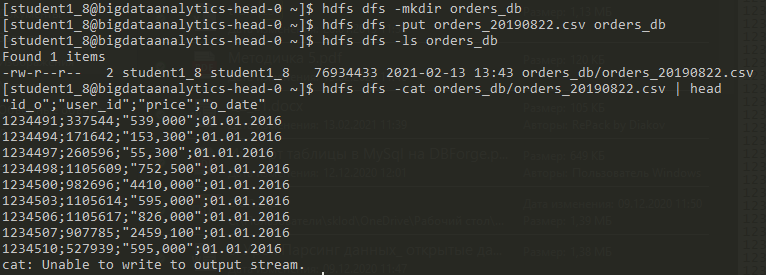 [student1_8@bigdataanalytics-head-0 ~]$ hdfs dfs -mkdir orders_db
[student1_8@bigdataanalytics-head-0 ~]$ hdfs dfs -put orders_20190822.csv orders_db
[student1_8@bigdataanalytics-head-0 ~]$ hdfs dfs -ls orders_db
Found 1 items
-rw-r--r--   2 student1_8 student1_8   76934433 2021-02-13 13:43 orders_db/orders_20190822.csv
[student1_8@bigdataanalytics-head-0 ~]$ hdfs dfs -cat orders_db/orders_20190822.csv | head
"id_o";"user_id";"price";"o_date"
1234491;337544;"539,000";01.01.2016
1234494;171642;"153,300";01.01.2016
1234497;260596;"55,300";01.01.2016
1234498;1105609;"752,500";01.01.2016
1234500;982696;"4410,000";01.01.2016
1234503;1105614;"595,000";01.01.2016
1234506;1105617;"826,000";01.01.2016
1234507;907785;"2459,100";01.01.2016
1234510;527939;"595,000";01.01.2016
cat: Unable to write to output stream.